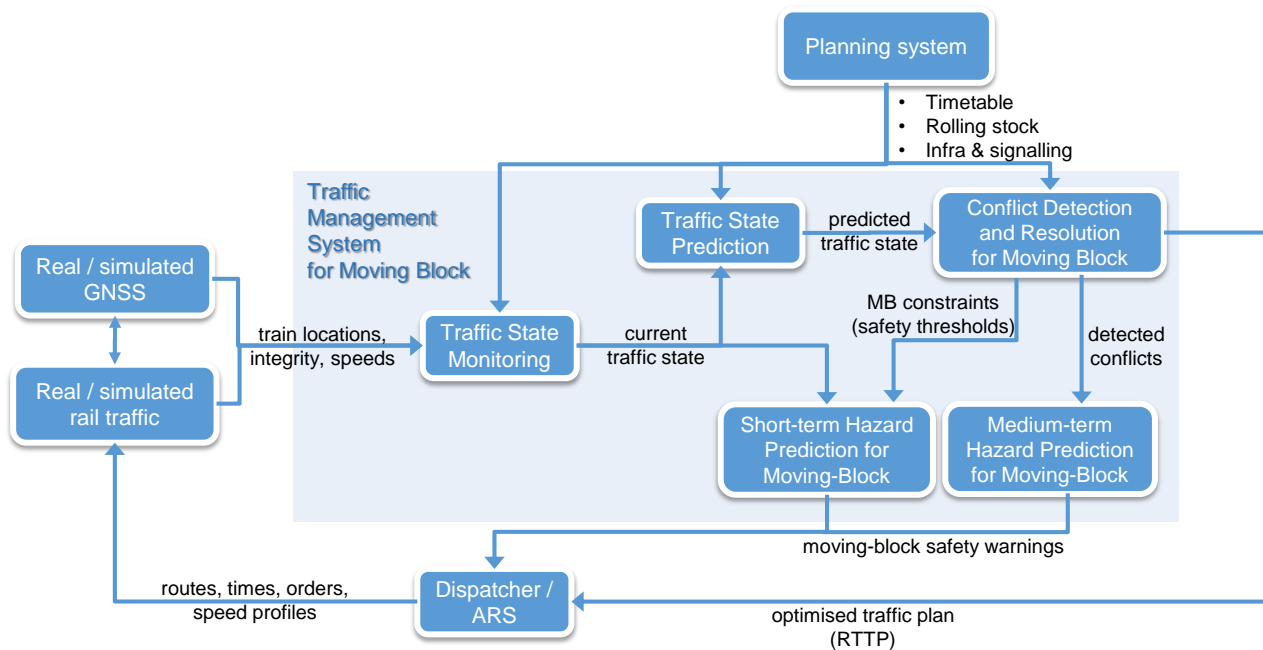 Planning system
• Timetable
• Rolling stock
• Infra & signalling
Traffic
Management
System
for Moving Block
Traffic State
Prediction
predicted
traffic state
Conflict Detection
and Resolution
for Moving Block
Real / simulated
GNSS
train locations,
integrity, speeds
Traffic State
Monitoring
current
traffic state
MB constraints
(safety thresholds)
detected
conflicts
Real / simulated
rail traffic
Short-term Hazard
Prediction for
Moving-Block
Medium-term
Hazard Prediction
for Moving-Block
moving-block safety warnings
routes, times, orders,
speed profiles
Dispatcher /
ARS
optimised traffic plan
(RTTP)